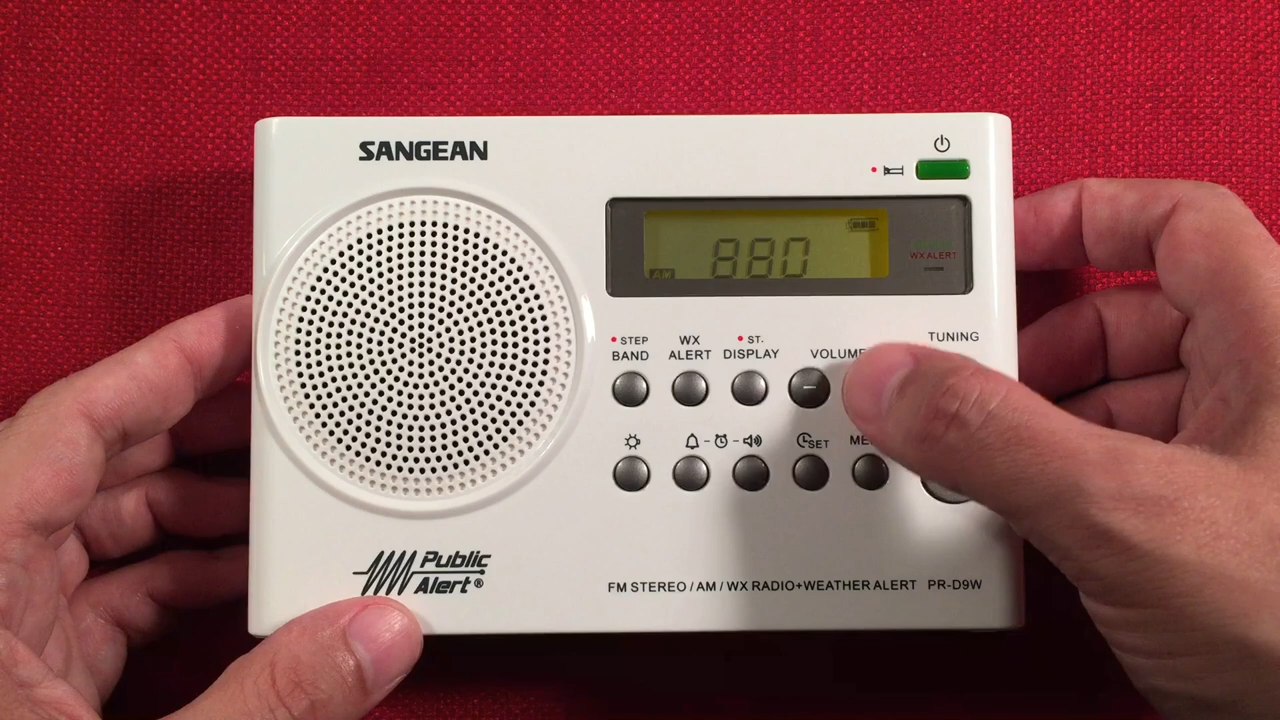 SANGEAN
880
AM
WX ALERT
STEP
BAND
WX
ALERT
ST.
DISPLAY
VOLUME
TUNING
SET
Public
Alert®
FM STEREO / AM / WX RADIO+WEATHER ALERT PR-D9W